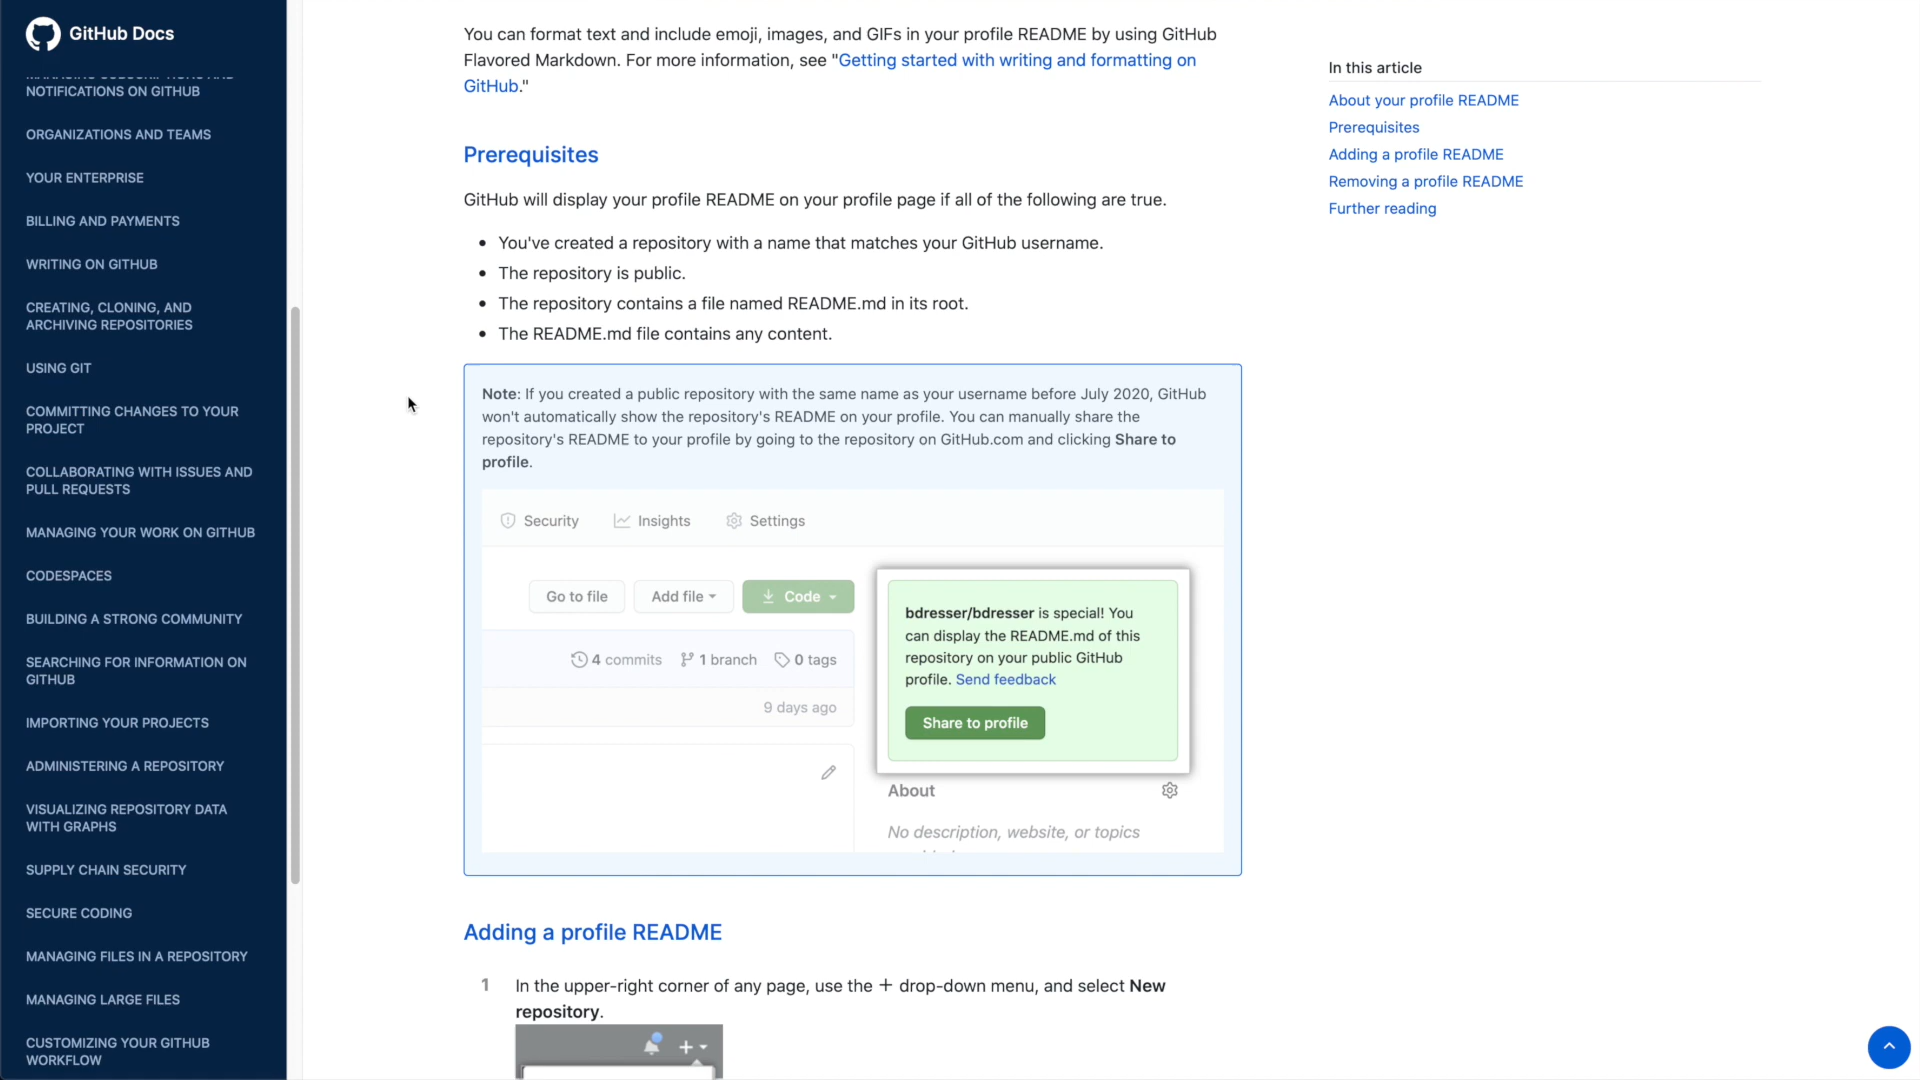 GitHub Docs
NOTIFICATIONS ON GITHUB
ORGANIZATIONS AND TEAMS
YOUR ENTERPRISE
BILLING AND PAYMENTS
WRITING ON GITHUB
CREATING, CLONING, AND
ARCHIVING REPOSITORIES
USING GIT
COMMITTING CHANGES TO YOUR
PROJECT
COLLABORATING WITH ISSUES AND
PULL REQUESTS
MANAGING YOUR WORK ON GITHUB
CODESPACES
BUILDING A STRONG COMMUNITY
SEARCHING FOR INFORMATION ON
GITHUB
IMPORTING YOUR PROJECTS
ADMINISTERING A REPOSITORY
VISUALIZING REPOSITORY DATA
WITH GRAPHS
SUPPLY CHAIN SECURITY
SECURE CODING
MANAGING FILES IN A REPOSITORY
MANAGING LARGE FILES
CUSTOMIZING YOUR GITHUB
WORKFLOW
You can format text and include emoji, images, and GIFs in your profile README by using GitHub
Flavored Markdown. For more information, see "Getting started with writing and formatting on
GitHub."
Prerequisites
GitHub will display your profile README on your profile page if all of the following are true.
• You've created a repository with a name that matches your GitHub username.
• The repository is public.
• The repository contains a file named README.md in its root.
• The README.md file contains any content.
Note: If you created a public repository with the same name as your username before July 2020, GitHub
won't automatically show the repository's README on your profile. You can manually share the
repository's README to your profile by going to the repository on GitHub.com and clicking Share to
profile.
Security Insights Settings
Go to file Add file Code
4 commits 1 branch 0 tags
9 days ago
bdresser/bdresser is special! You
can display the README.md of this
repository on your public GitHub
profile. Send feedback
Share to profile
About
No description, website, or topics
Adding a profile README
1 In the upper-right corner of any page, use the + drop-down menu, and select New
repository.
In this article
About your profile README
Prerequisites
Adding a profile README
Removing a profile README
Further reading